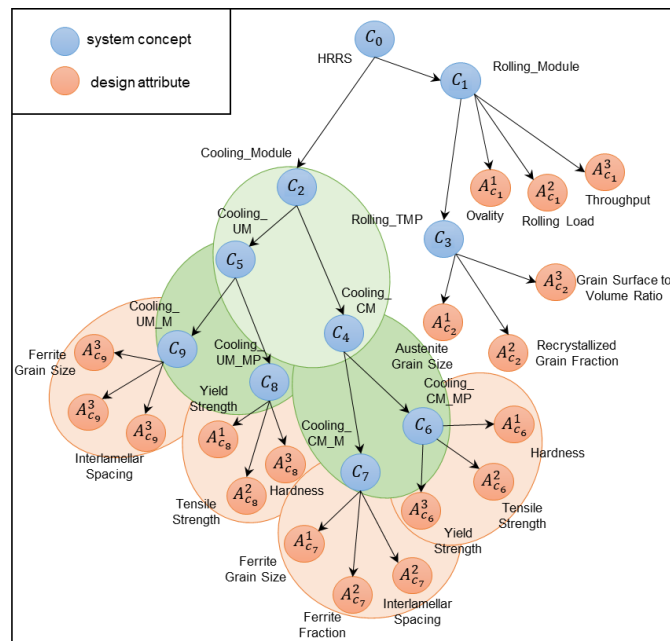 system concept
design attribute
C₀
HRRS
C₁
Rolling_Module
Cooling_Module
C₂
A³c₁
Throughput
A¹c₁
Ovality
A²c₁
Rolling Load
Cooling_
UM
Rolling_TMP
C₃
C₅
A³c₂
Grain Surface to
Volume Ratio
Cooling_
CM
Cooling_
UM_M
A¹c₂
Austenite
Grain Size
A²c₂
Recrystallized
Grain Fraction
C₄
C₉
Cooling_
UM_MP
Ferrite
Grain Size
A³c₉
C₈
Yield
Strength
Cooling_
CM_MP
A³c₉
A³c₉
Interlamellar
Spacing
A¹c₈
Cooling_
CM_M
C₆
A¹c₆
Hardness
A³c₈
Hardness
C₇
A²c₈
Tensile
Strength
A²c₆
Tensile
Strength
A³c₆
Yield
Strength
A¹c₇
Ferrite
Grain Size
A²c₇
Ferrite
Fraction
A²c₇
Interlamellar
Spacing